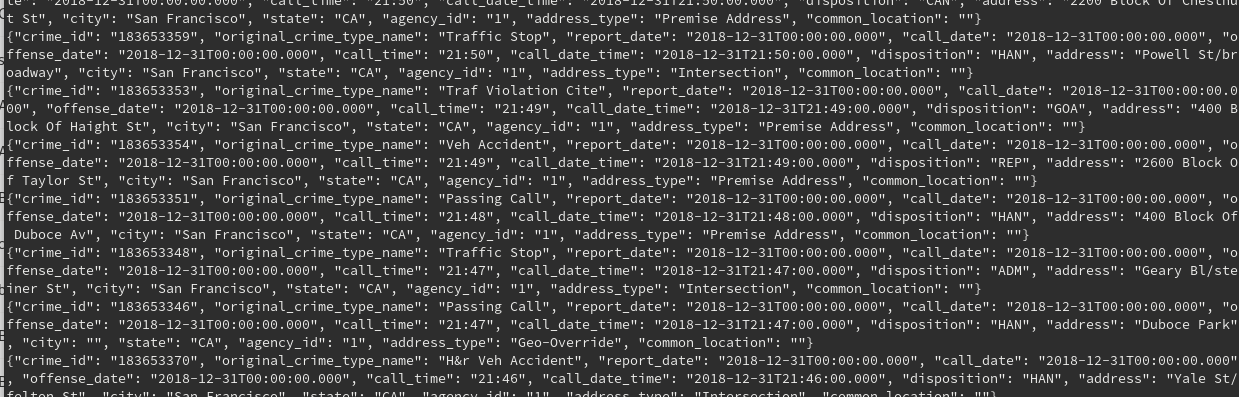 te": "2018-12-31T00:00:00.000", "call_time": "21:50", "call_date_time": "2018-12-31T21:50:00.000", "disposition": "CAN", "address": "2200 Block Of Chestnu
t St", "city": "San Francisco", "state": "CA", "agency_id": "1", "address_type": "Premise Address", "common_location": ""}
{"crime_id": "183653359", "original_crime_type_name": "Traffic Stop", "report_date": "2018-12-31T00:00:00.000", "call_date": "2018-12-31T00:00:00.000", "o
ffense_date": "2018-12-31T00:00:00.000", "call_time": "21:50", "call_date_time": "2018-12-31T21:50:00.000", "disposition": "HAN", "address": "Powell St/br
oadway", "city": "San Francisco", "state": "CA", "agency_id": "1", "address_type": "Intersection", "common_location": ""}
{"crime_id": "183653353", "original_crime_type_name": "Traf Violation Cite", "report_date": "2018-12-31T00:00:00.000", "call_date": "2018-12-31T00:00:00.0
00", "offense_date": "2018-12-31T00:00:00.000", "call_time": "21:49", "call_date_time": "2018-12-31T21:49:00.000", "disposition": "GOA", "address": "400 B
lock Of Haight St", "city": "San Francisco", "state": "CA", "agency_id": "1", "address_type": "Premise Address", "common_location": ""}
{"crime_id": "183653354", "original_crime_type_name": "Veh Accident", "report_date": "2018-12-31T00:00:00.000", "call_date": "2018-12-31T00:00:00.000", "o
ffense_date": "2018-12-31T00:00:00.000", "call_time": "21:49", "call_date_time": "2018-12-31T21:49:00.000", "disposition": "REP", "address": "2600 Block O
f Taylor St", "city": "San Francisco", "state": "CA", "agency_id": "1", "address_type": "Premise Address", "common_location": ""}
{"crime_id": "183653351", "original_crime_type_name": "Passing Call", "report_date": "2018-12-31T00:00:00.000", "call_date": "2018-12-31T00:00:00.000", "o
ffense_date": "2018-12-31T00:00:00.000", "call_time": "21:48", "call_date_time": "2018-12-31T21:48:00.000", "disposition": "HAN", "address": "400 Block Of
 Duboce Av", "city": "San Francisco", "state": "CA", "agency_id": "1", "address_type": "Premise Address", "common_location": ""}
{"crime_id": "183653348", "original_crime_type_name": "Traffic Stop", "report_date": "2018-12-31T00:00:00.000", "call_date": "2018-12-31T00:00:00.000", "o
ffense_date": "2018-12-31T00:00:00.000", "call_time": "21:47", "call_date_time": "2018-12-31T21:47:00.000", "disposition": "ADM", "address": "Geary Bl/ste
iner St", "city": "San Francisco", "state": "CA", "agency_id": "1", "address_type": "Intersection", "common_location": ""}
{"crime_id": "183653346", "original_crime_type_name": "Passing Call", "report_date": "2018-12-31T00:00:00.000", "call_date": "2018-12-31T00:00:00.000", "o
ffense_date": "2018-12-31T00:00:00.000", "call_time": "21:47", "call_date_time": "2018-12-31T21:47:00.000", "disposition": "HAN", "address": "Duboce Park"
, "city": "", "state": "CA", "agency_id": "1", "address_type": "Geo-Override", "common_location": ""}
{"crime_id": "183653370", "original_crime_type_name": "H&r Veh Accident", "report_date": "2018-12-31T00:00:00.000", "call_date": "2018-12-31T00:00:00.000"
, "offense_date": "2018-12-31T00:00:00.000", "call_time": "21:46", "call_date_time": "2018-12-31T21:46:00.000", "disposition": "HAN", "address": "Yale St/
felton St", "city": "San Francisco", "state": "CA", "agency_id": "1", "address_type": "Intersection", "common_location": ""}